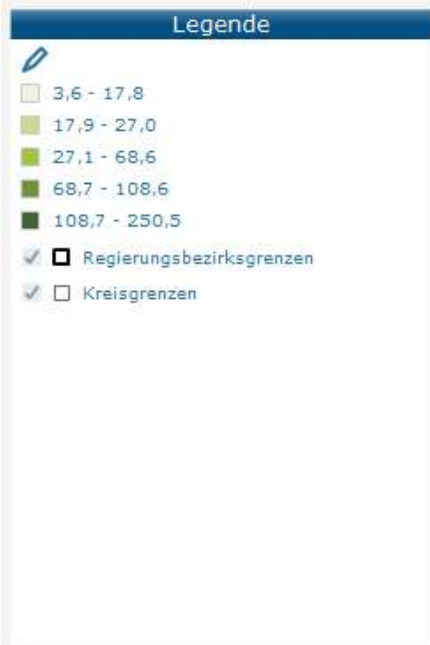 Legende
3,6 - 17,8
17,9 - 27,0
27,1 - 68,6
68,7 - 108,6
108,7 - 250,5
Regierungsbezirksgrenzen
Kreisgrenzen